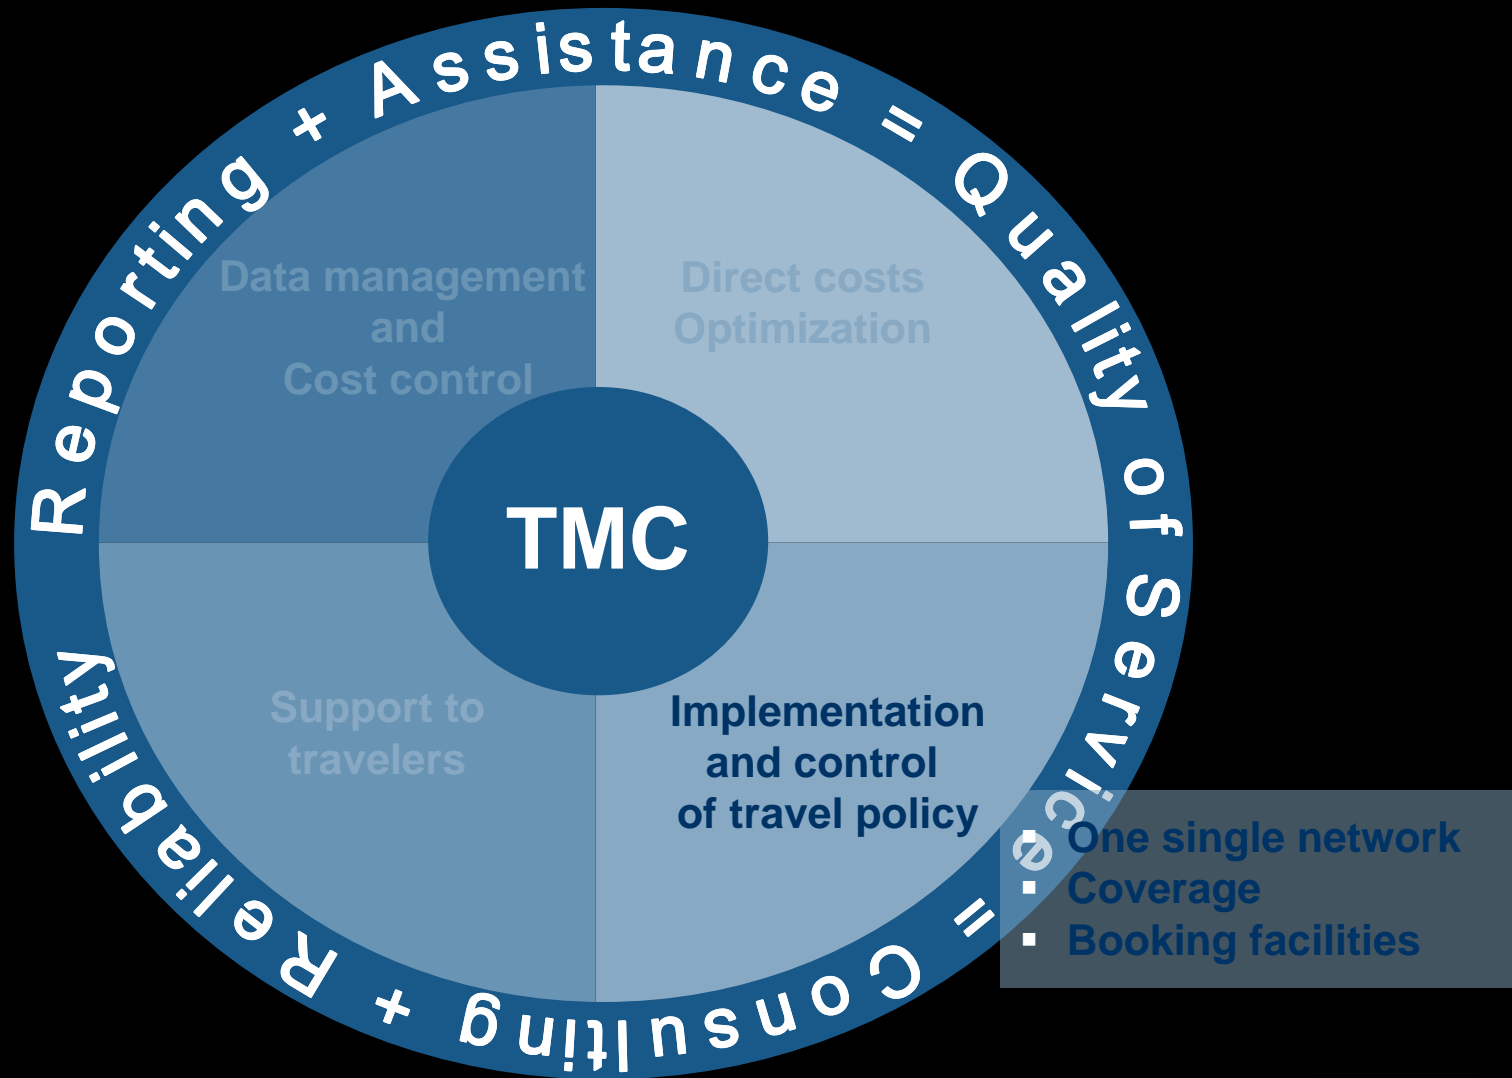 Reporting + Assistance = Quality of Service = Consulting + Reliability
Data management
and
Cost control
Direct costs
Optimization
TMC
Support to
travelers
Implementation
and control
of travel policy
▪ One single network
▪ Coverage
▪ Booking facilities